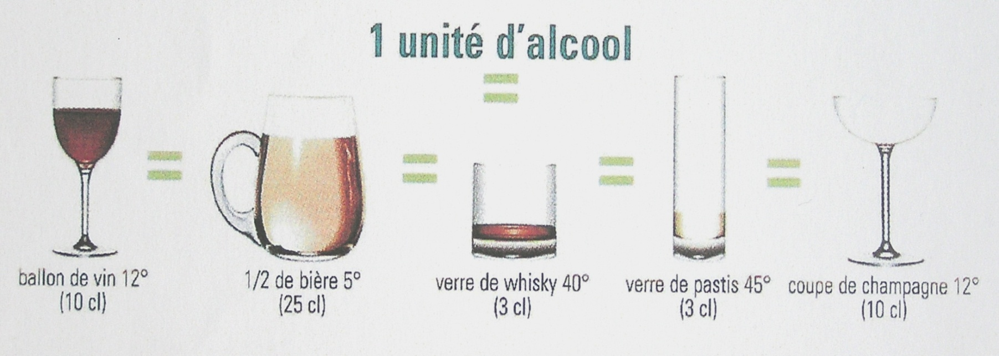 1 unité d'alcool
=
= = = =
ballon de vin 12°
(10 cl)
1/2 de bière 5°
(25 cl)
verre de whisky 40°
(3 cl)
verre de pastis 45°
(3 cl)
coupe de champagne 12°
(10 cl)